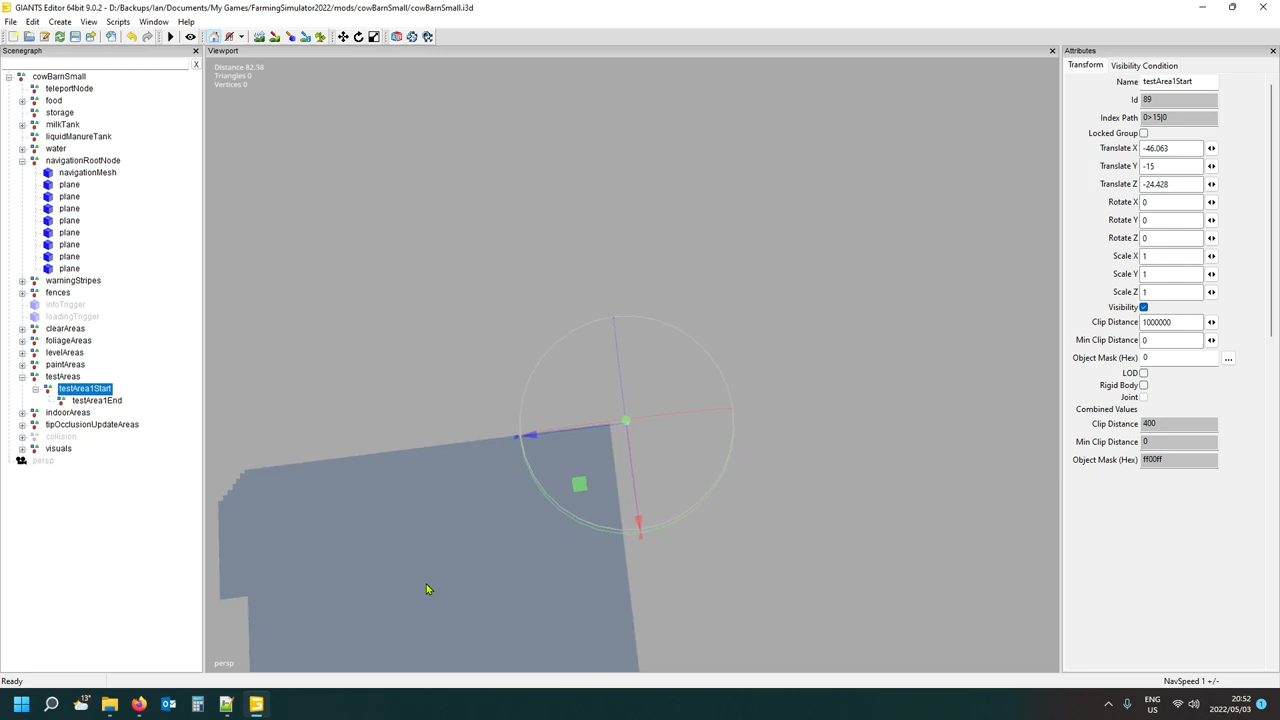 GIANTS Editor 64bit 9.0.2 - D:/Backups/Ian/Documents/My Games/FarmingSimulator2022/mods/cowBarnSmall/cowBarnSmall.i3d
File Edit Create View Scripts Window Help
Scenegraph
X
cowBarnSmall
teleportNode
food
storage
milkTank
liquidManureTank
water
navigationRootNode
navigationMesh
plane
plane
plane
plane
plane
plane
plane
plane
warningStripes
fences
infoTrigger
loadingTrigger
clearAreas
foliageAreas
levelAreas
paintAreas
testAreas
testArea1Start
testArea1End
indoorAreas
tipOcclusionUpdateAreas
collision
visuals
persp
Viewport
Distance 82.38
Triangles 0
Vertices 0
persp
Attributes
Transform Visibility Condition
Name testArea1Start
Id 89
Index Path 0>15|0
Locked Group
Translate X -46.063
Translate Y -15
Translate Z -24.428
Rotate X 0
Rotate Y 0
Rotate Z 0
Scale X 1
Scale Y 1
Scale Z 1
Visibility
Clip Distance 1000000
Min Clip Distance 0
Object Mask (Hex) 0 ...
LOD
Rigid Body
Joint
Combined Values
Clip Distance 400
Min Clip Distance 0
Object Mask (Hex) ff00ff
Ready
NavSpeed 1 +/-
13°
ENG
US
20:52
2022/05/03
1